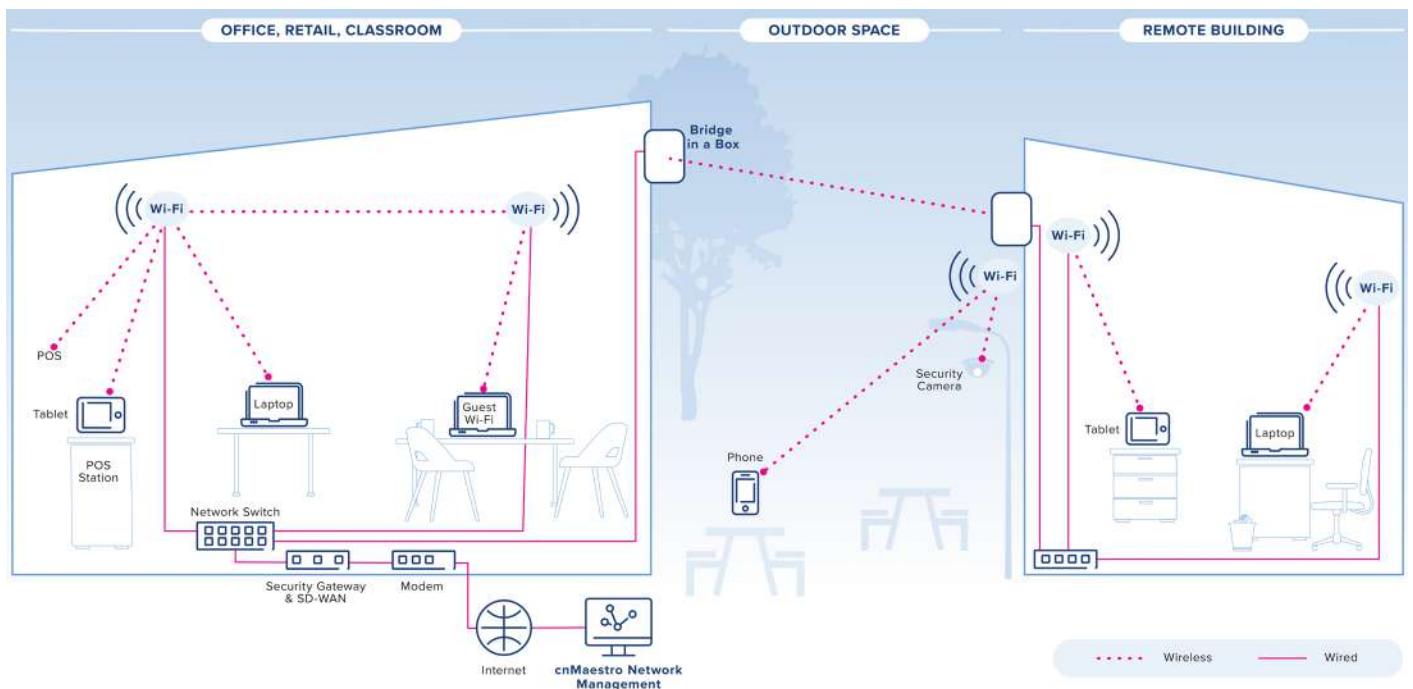 OFFICE, RETAIL, CLASSROOM
OUTDOOR SPACE
REMOTE BUILDING
Bridge
in a Box
Wi-Fi
Wi-Fi
Wi-Fi
Wi-Fi
Wi-Fi
POS
Tablet
POS
Station
Laptop
Guest
Wi-Fi
Security
Camera
Phone
Tablet
Laptop
Network Switch
Security Gateway
& SD-WAN
Modem
Internet
cnMaestro Network
Management
Wireless
Wired